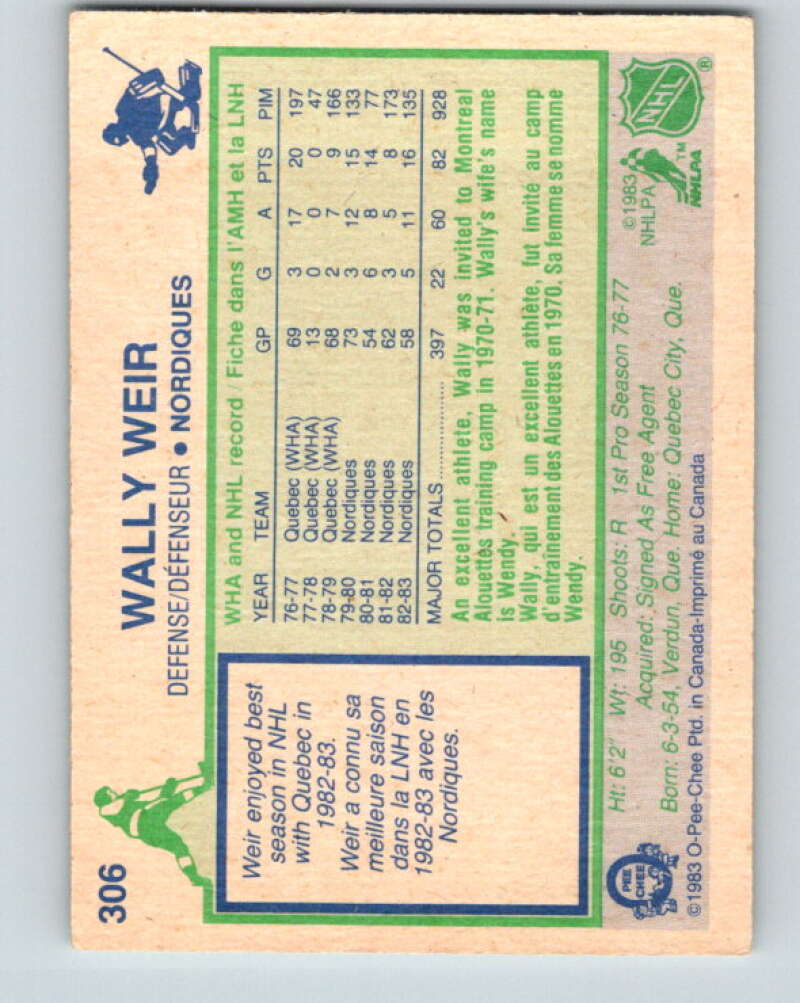 306
WALLY WEIR
DEFENSE/DÉFENSEUR • NORDIQUES
Weir enjoyed best
season in NHL
with Quebec in
1982-83.
Weir a connu sa
meilleure saison
dans la LNH en
1982-83 avec les
Nordiques.
WHA and NHL record / Fiche dans l'AMH et la LNH
YEAR TEAM GP G A PTS PIM
76-77 Quebec (WHA) 69 3 17 20 197
77-78 Quebec (WHA) 13 0 0 0 47
78-79 Quebec (WHA) 68 2 7 9 166
79-80 Nordiques 73 3 12 15 133
80-81 Nordiques 54 6 8 14 77
81-82 Nordiques 62 3 5 8 173
82-83 Nordiques 58 5 11 16 135
MAJOR TOTALS .................. 397 22 60 82 928
An excellent athlete, Wally was invited to Montreal
Alouettes training camp in 1970-71. Wally's wife's name
is Wendy.
Wally, qui est un excellent athlète, fut invité au camp
d'entrainement des Alouettes en 1970. Sa femme se nomme
Wendy.
PEE
CHEE
Ht: 6'2" Wt: 195 Shoots: R 1st Pro Season 76-77
Acquired: Signed As Free Agent
Born: 6-3-54, Verdun, Que. Home: Quebec City, Que.
©1983 O-Pee-Chee Ptd. in Canada-Imprimé au Canada
©1983
NHLPA
NHL
®
NHLPA
TM